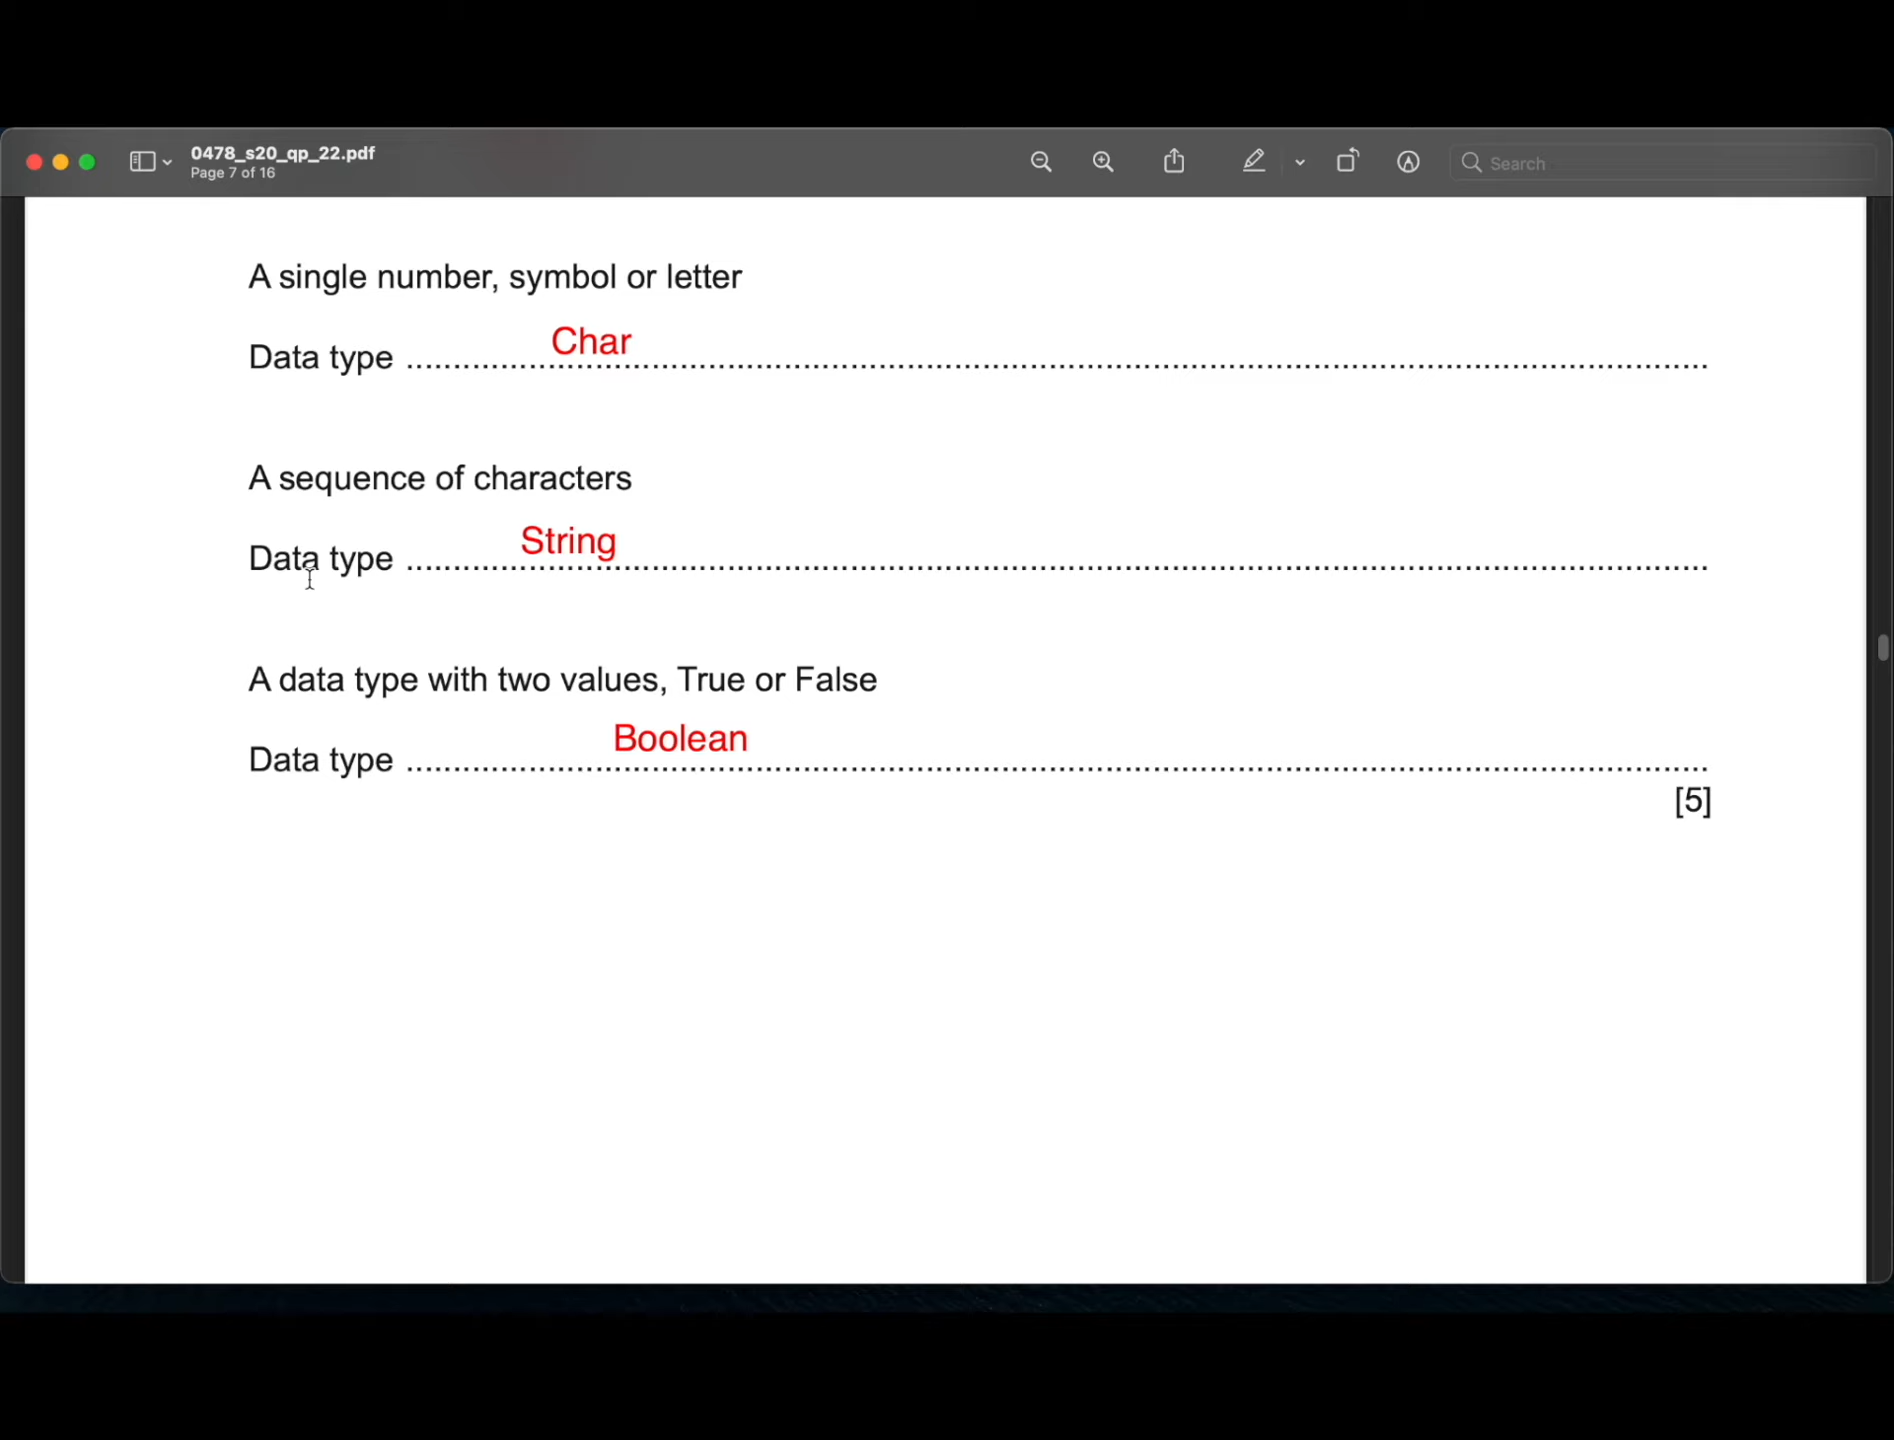 0478_s20_qp_22.pdf
Page 7 of 16
Search
A single number, symbol or letter
Data type ........ Char ........
A sequence of characters
Data type ........ String ........
A data type with two values, True or False
Data type ........ Boolean ........
[5]